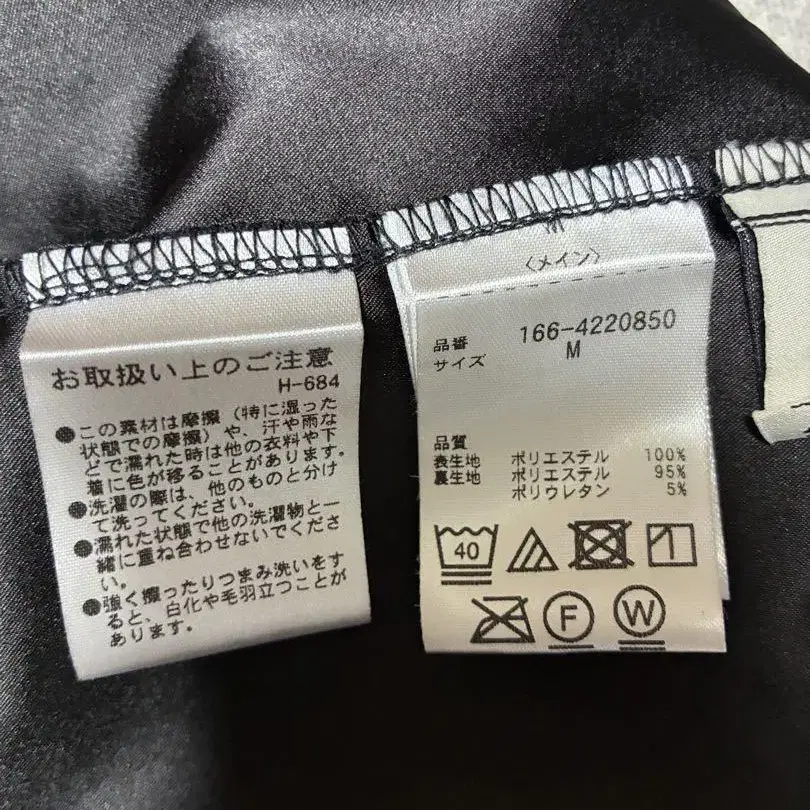 お取扱い上のご注意
H-684
●この素材は摩擦（特に湿った
状態での摩擦）や、汗や雨な
どで濡れた時は他の衣料や下
着に色が移ることがあります。
●洗濯の際は、他のものと分け
て洗ってください。
●濡れた状態で他の洗濯物と一
緒に重ね合わせないでくださ
い。
●強く擦ったりつまみ洗いをす
ると、白化や毛羽立つことが
あります。
M
〈メイン〉
品番 166-4220850
サイズ M
品質
表生地 ポリエステル 100%
裏生地 ポリエステル 95%
ポリウレタン 5%
40
F
W